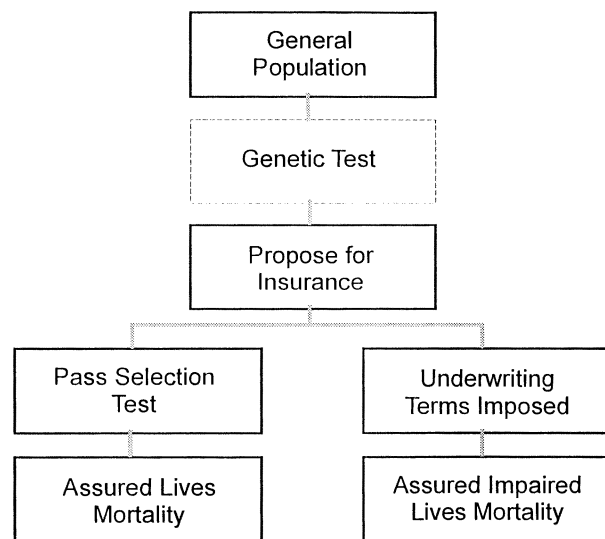 General
Population
Genetic Test
Propose for
Insurance
Pass Selection
Test
Underwriting
Terms Imposed
Assured Lives
Mortality
Assured Impaired
Lives Mortality